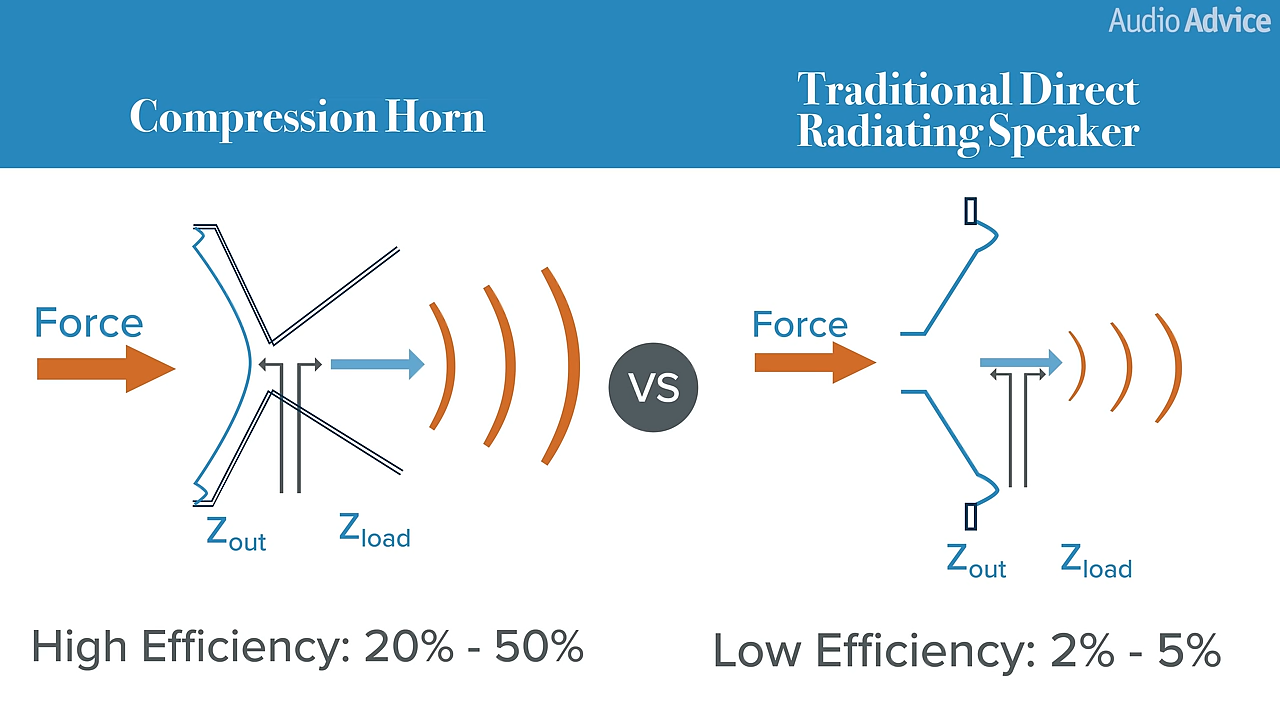 Audio Advice
Compression Horn
Traditional Direct
Radiating Speaker
Force
Zout
Zload
VS
Force
Zout
Zload
High Efficiency: 20% - 50%
Low Efficiency: 2% - 5%